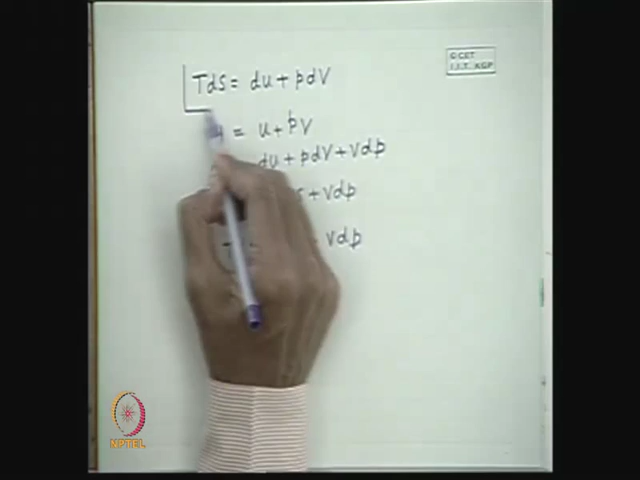 TdS = du + pdV
© CET
I.I.T. KGP
= u + pV
du + pdV + Vdp
+ Vdp
Vdp
NPTEL